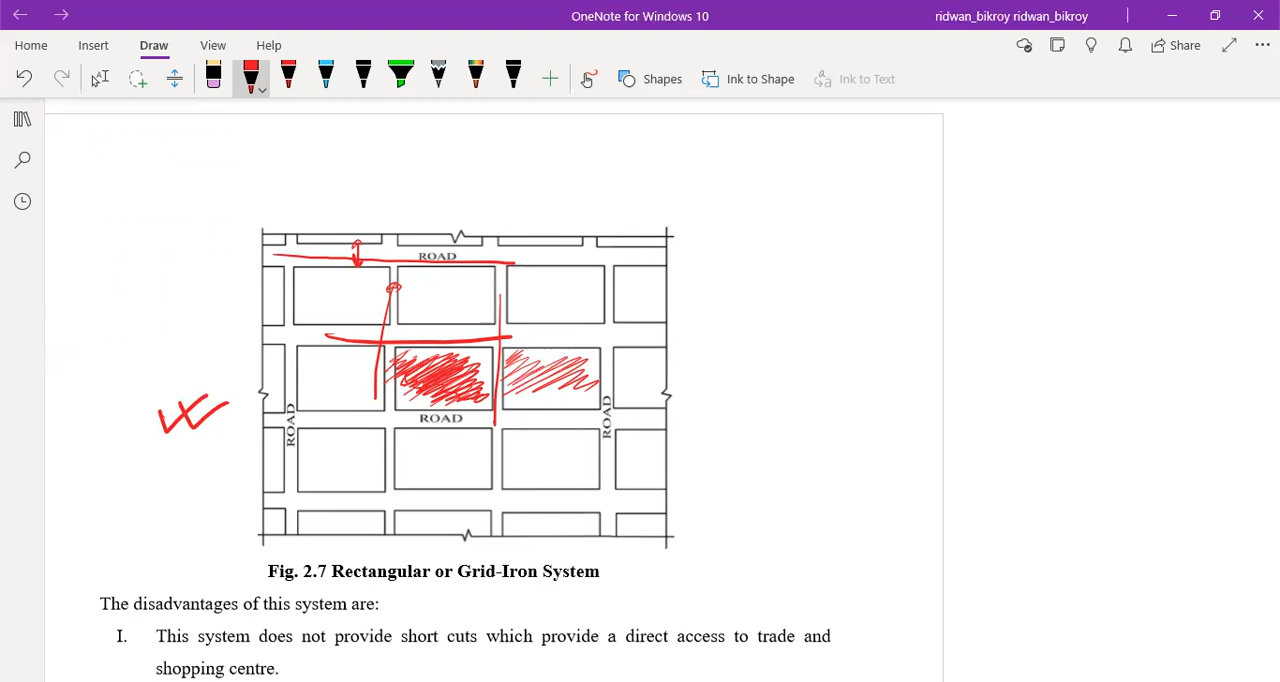 OneNote for Windows 10
ridwan_bikroy ridwan_bikroy
Home Insert Draw View Help
Share
Shapes
Ink to Shape
Ink to Text
ROAD
ROAD
ROAD
ROAD
Fig. 2.7 Rectangular or Grid-Iron System
The disadvantages of this system are:
I. This system does not provide short cuts which provide a direct access to trade and
shopping centre.